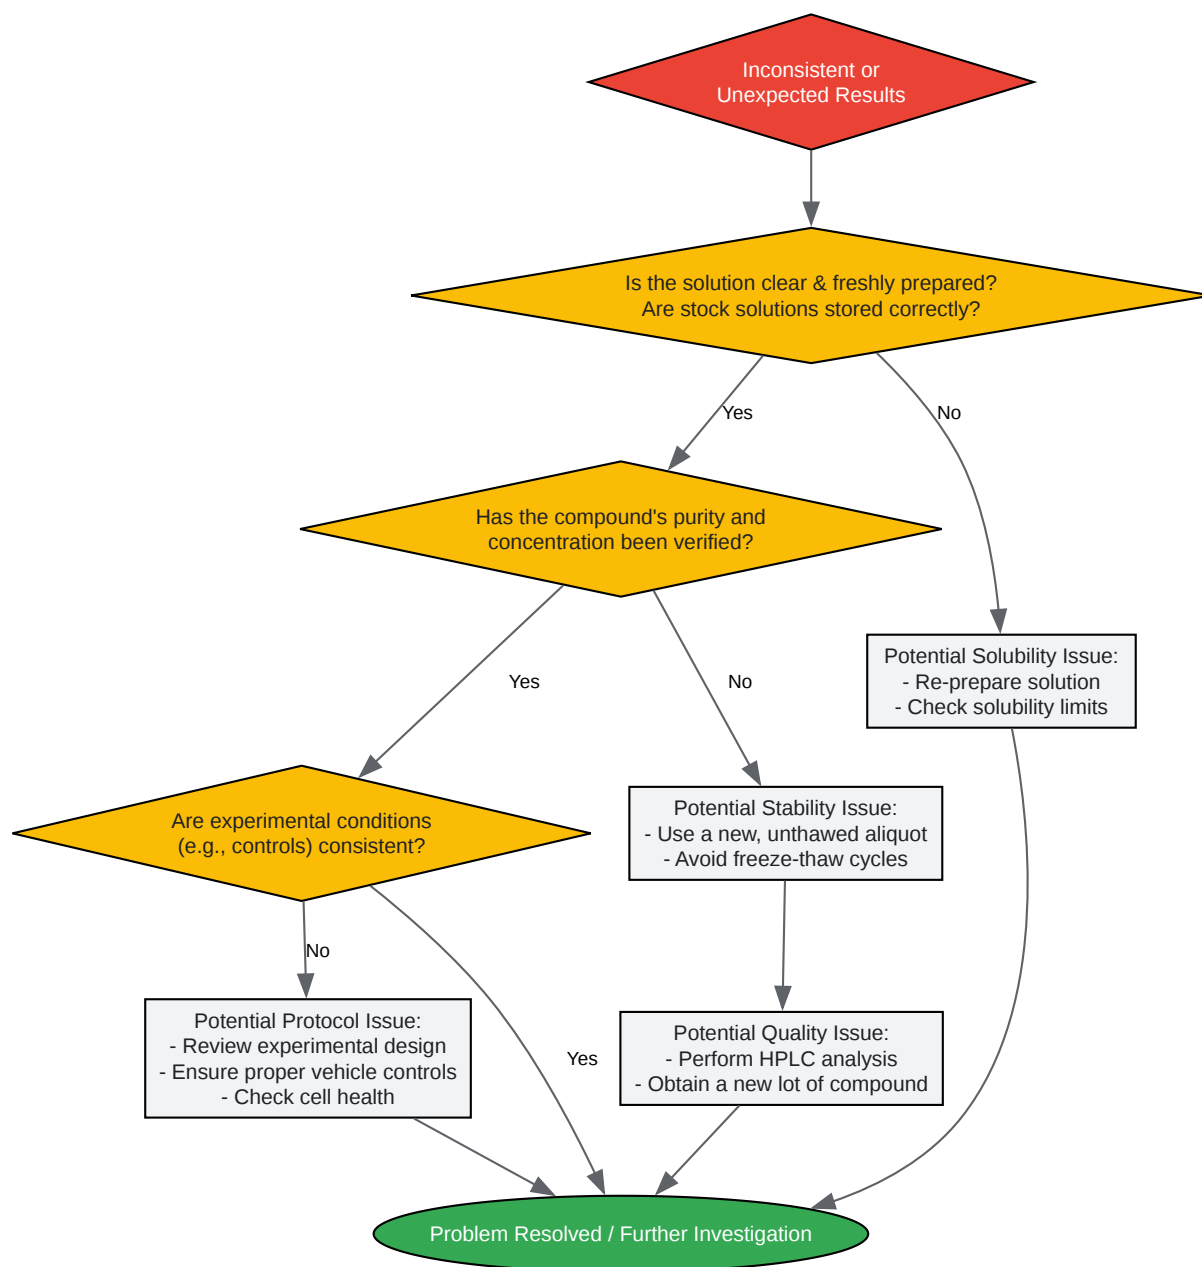 Inconsistent or
Unexpected Results
Is the solution clear & freshly prepared?
Are stock solutions stored correctly?
Yes
No
Has the compound's purity and
concentration been verified?
Yes
No
Potential Solubility Issue:
- Re-prepare solution
- Check solubility limits
Are experimental conditions
(e.g., controls) consistent?
Potential Stability Issue:
- Use a new, unthawed aliquot
- Avoid freeze-thaw cycles
No
Yes
Potential Protocol Issue:
- Review experimental design
- Ensure proper vehicle controls
- Check cell health
Potential Quality Issue:
- Perform HPLC analysis
- Obtain a new lot of compound
Problem Resolved / Further Investigation